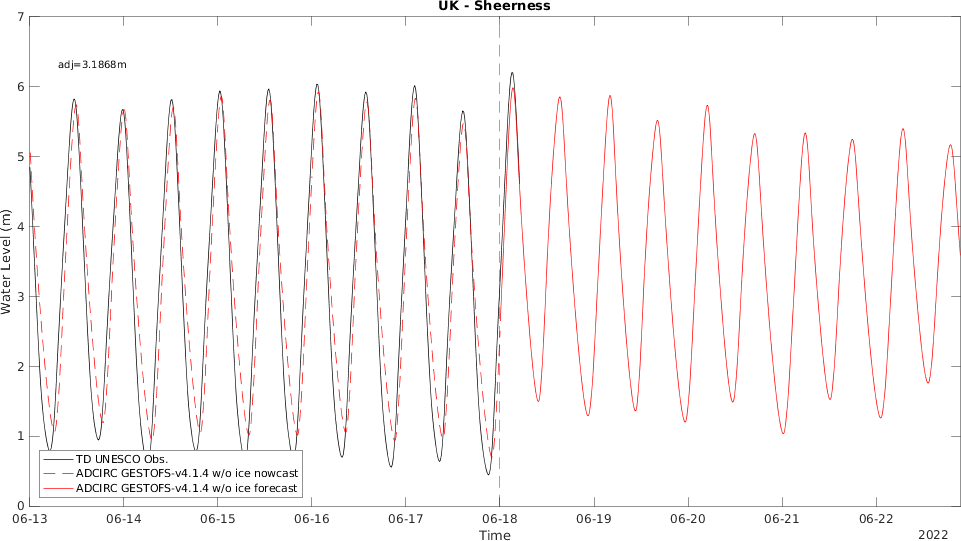 UK - Sheerness
adj=3.1868m
Water Level (m)
7
6
5
4
3
2
1
0
TD UNESCO Obs.
ADCIRC GESTOFS-v4.1.4 w/o ice nowcast
ADCIRC GESTOFS-v4.1.4 w/o ice forecast
06-13 06-14 06-15 06-16 06-17 06-18 06-19 06-20 06-21 06-22
Time
2022